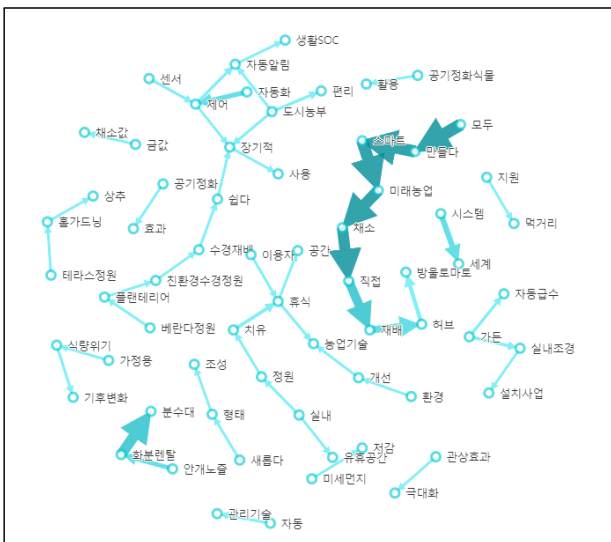 생활SOC
센서
자동알림
공기정화식물
자동화
편리
활용
제어
도시농부
모두
채소값
스마트
금값
장기적
만들다
사용
지원
공기정화
미래농업
상추
쉽다
홈가드닝
시스템
먹거리
효과
채소
수경재배
이용자
공간
세계
테라스정원
친환경수경정원
직접
방울토마토
플랜테리어
휴식
자동급수
베란다정원
치유
재배
허브
식량위기
농업기술
가든
실내조경
가정용
조성
정원
개선
기후변화
환경
설치사업
분수대
형태
실내
화분렌탈
새롭다
저감
안개노즐
유휴공간
관상효과
미세먼지
극대화
관리기술
자동